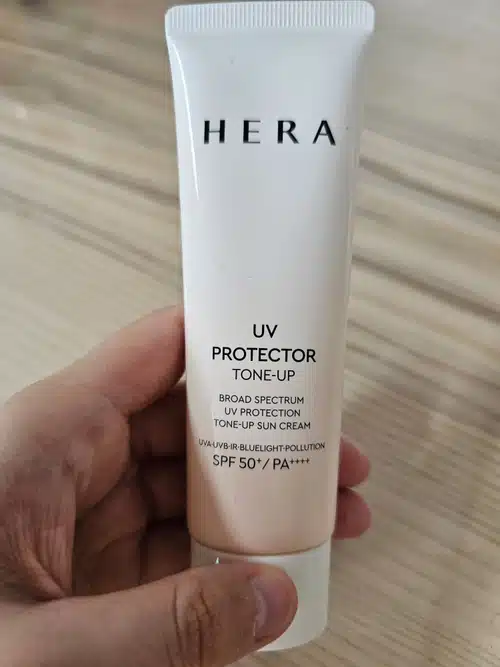 HERA
UV
PROTECTOR
TONE-UP
BROAD SPECTRUM
UV PROTECTION
TONE-UP SUN CREAM
UVA·UVB·IR·BLUELIGHT·POLLUTION
SPF 50⁺/ PA⁺⁺⁺⁺